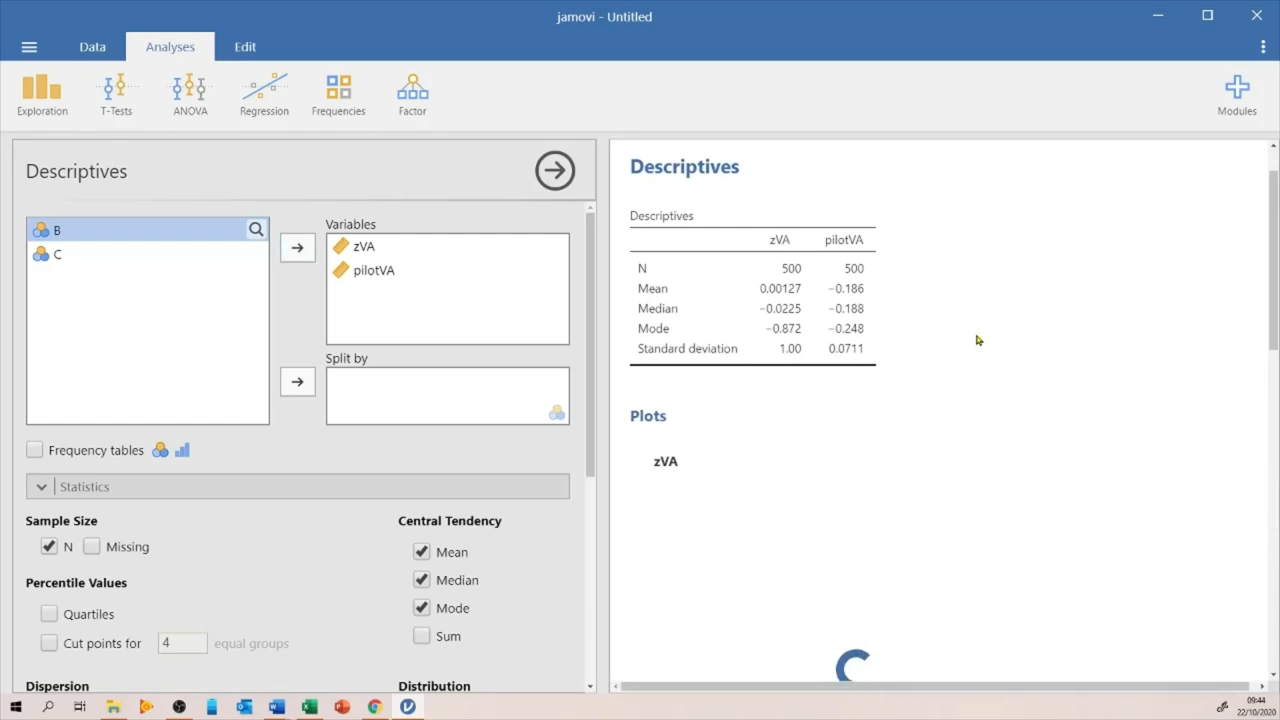 jamovi - Untitled
Data Analyses Edit
Exploration T-Tests ANOVA Regression Frequencies Factor Modules
Descriptives
B
C
Variables
zVA
pilotVA
Split by
Frequency tables
Statistics
Sample Size
N Missing
Percentile Values
Quartiles
Cut points for 4 equal groups
Dispersion
Central Tendency
Mean
Median
Mode
Sum
Distribution
Descriptives
Descriptives
zVA pilotVA
N 500 500
Mean 0.00127 −0.186
Median −0.0225 −0.188
Mode −0.872 −0.248
Standard deviation 1.00 0.0711
Plots
zVA
09:44
22/10/2020